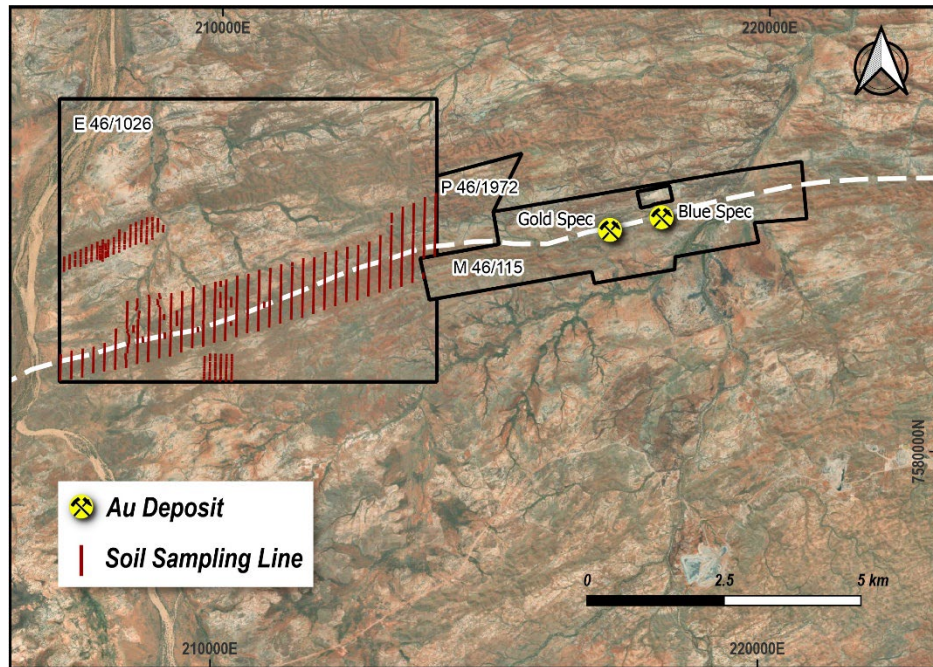 210000E
220000E
E 46/1026
P 46/1972
Gold Spec
Blue Spec
M 46/115
7580000N
Au Deposit
Soil Sampling Line
0
2.5
5 km
210000E
220000E